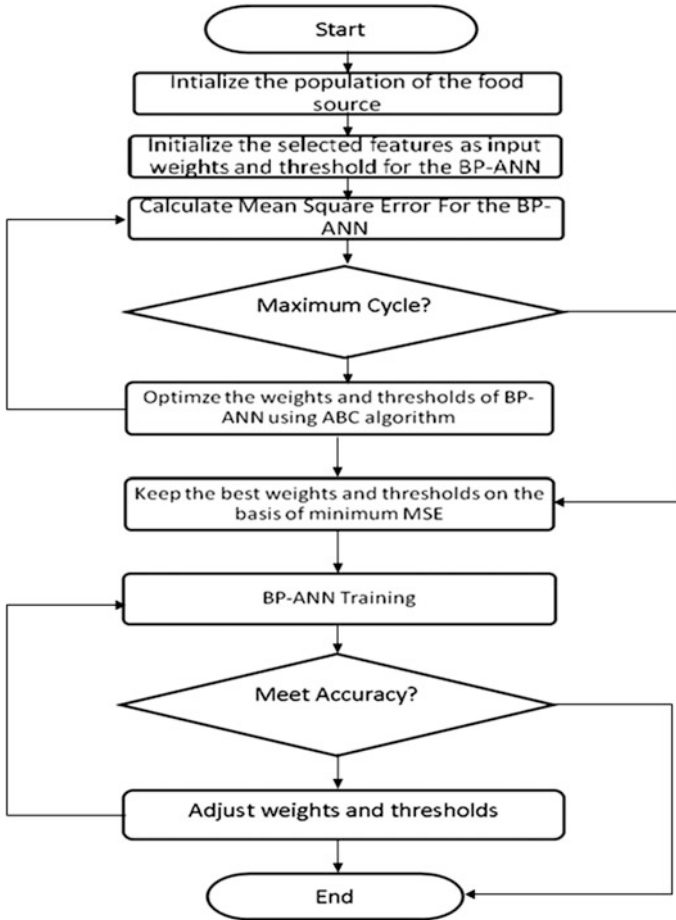 Start
Intialize the population of the food
source
Initialize the selected features as input
weights and threshold for the BP-ANN
Calculate Mean Square Error For the BP-
ANN
Maximum Cycle?
Optimze the weights and thresholds of BP-
ANN using ABC algorithm
Keep the best weights and thresholds on the
basis of minimum MSE
BP-ANN Training
Meet Accuracy?
Adjust weights and thresholds
End